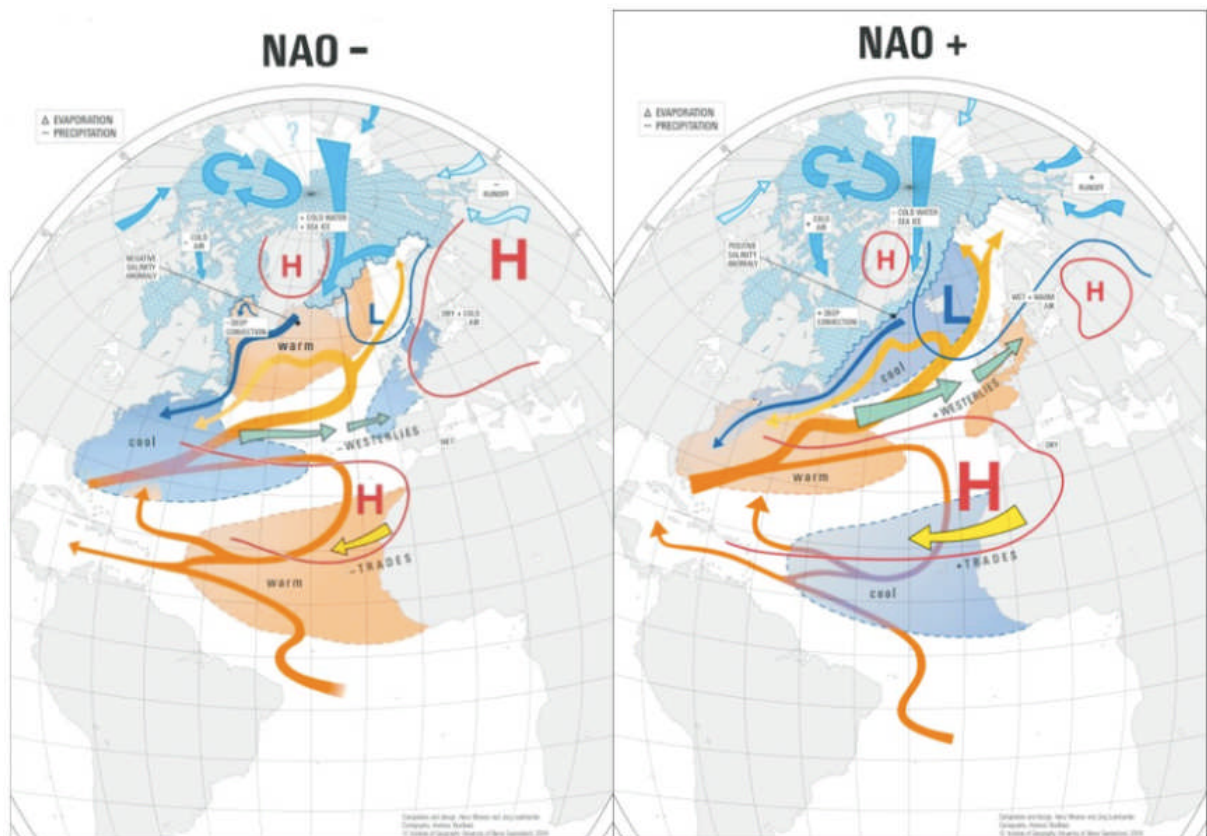 NAO -
△ EVAPORATION
- PRECIPITATION
?
-
RUNOFF
+ COLD WATER
+ SEA ICE
- COLD
AIR
NEGATIVE
SALINITY
ANOMALY
H
H
L
DRY + COLD
AIR
- DEEP
CONVECTION
warm
cool
- WESTERLIES
WET
H
- TRADES
warm
NAO +
△ EVAPORATION
- PRECIPITATION
?
+
RUNOFF
- COLD WATER
SEA ICE
+ COLD
AIR
POSITIVE
SALINITY
ANOMALY
H
H
L
WET + WARM
AIR
+ DEEP
CONVECTION
cool
+ WESTERLIES
DRY
warm
H
+ TRADES
cool